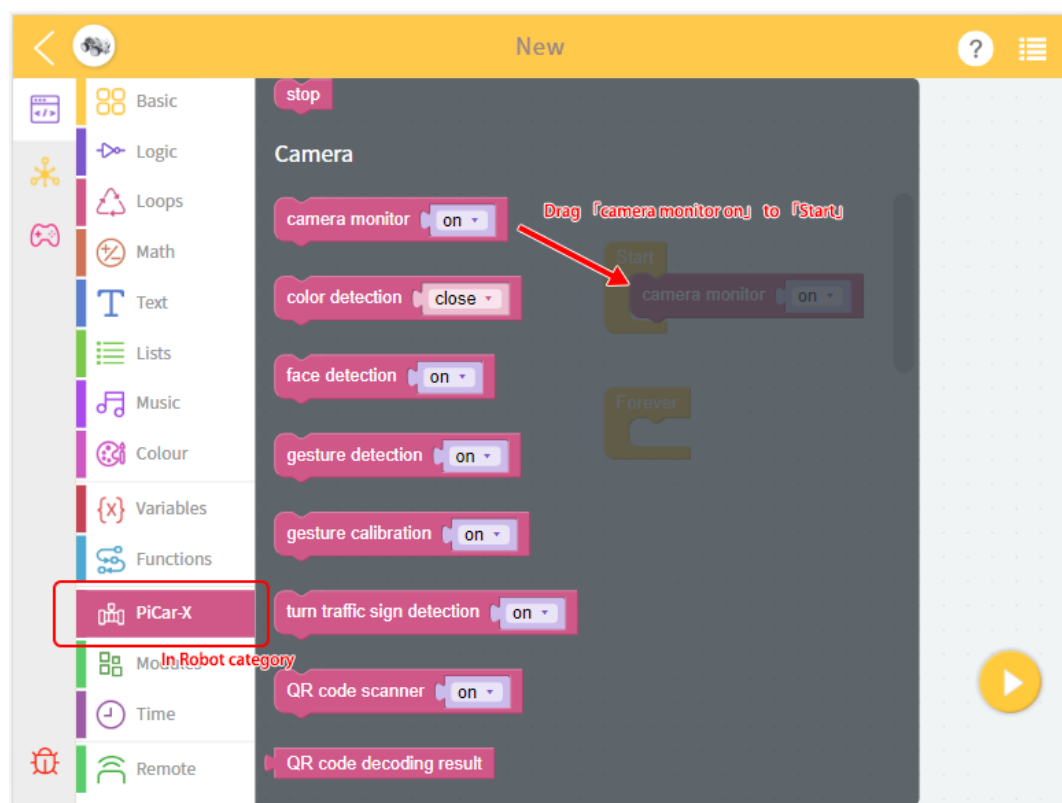 New
?
Basic
Logic
Loops
Math
Text
Lists
Music
Colour
Variables
Functions
PiCar-X
In Robot category
Modules
Time
Remote
stop
Camera
camera monitor on
Drag 「camera monitor on」 to 「Start」
Start
camera monitor on
color detection close
face detection on
Forever
gesture detection on
gesture calibration on
turn traffic sign detection on
QR code scanner on
QR code decoding result